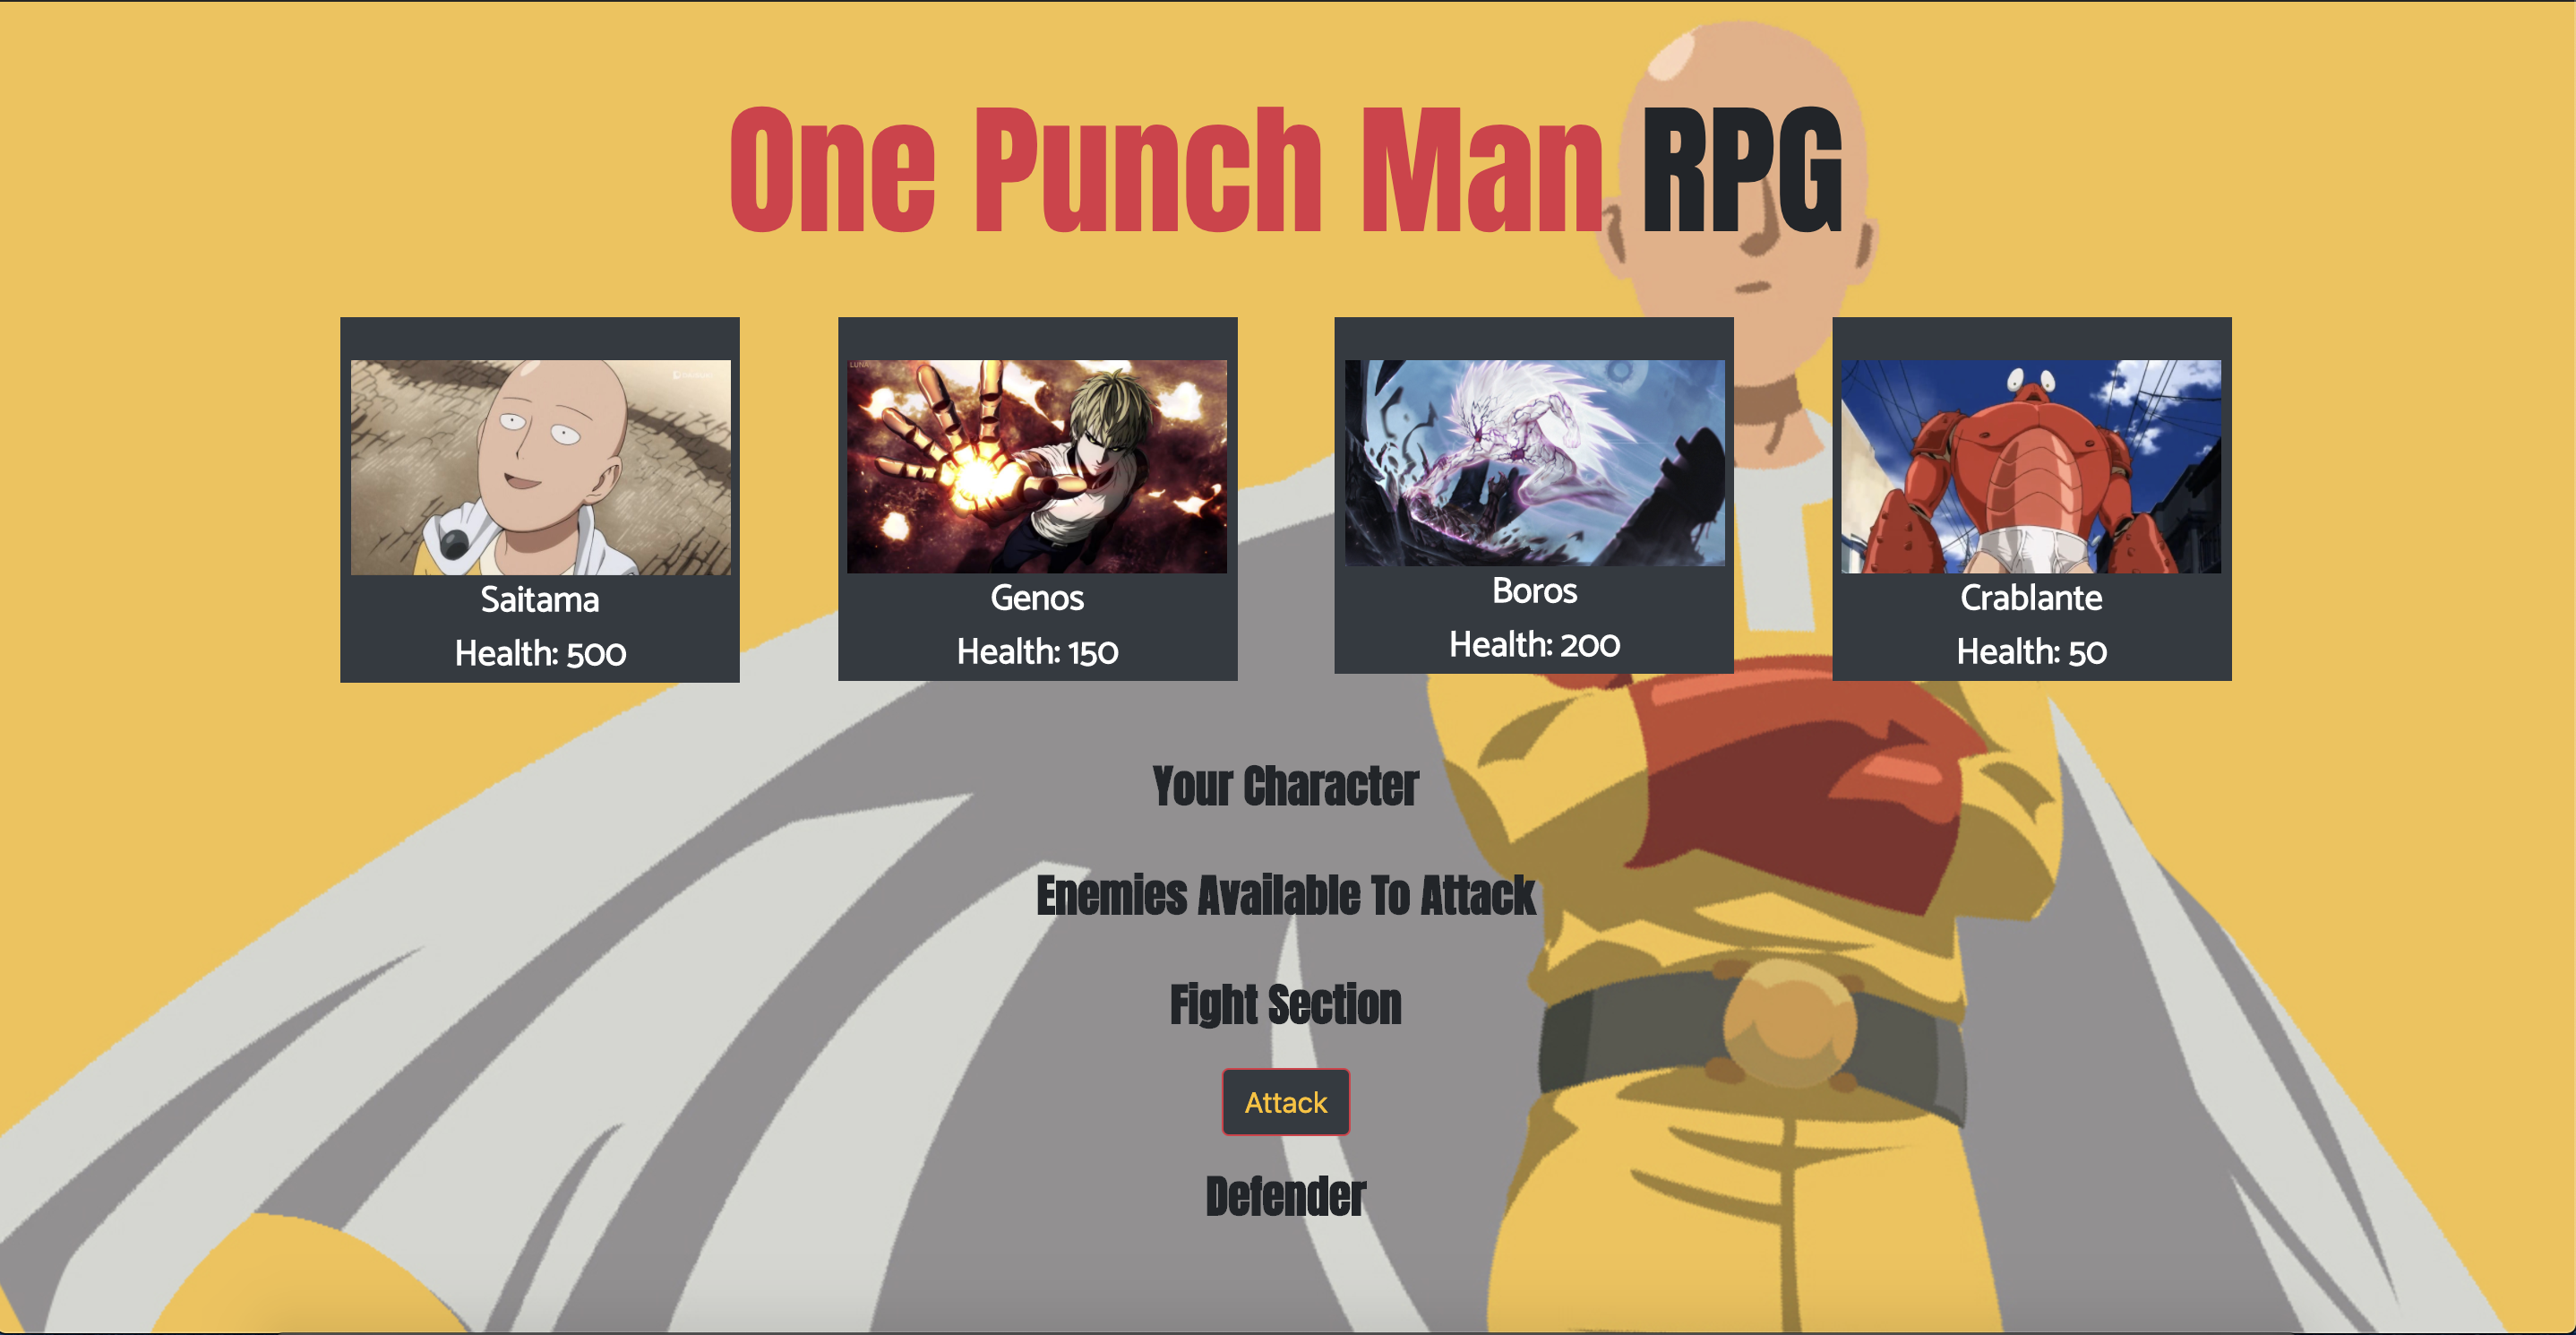 One Punch Man RPG
Saitama
Health: 500
Genos
Health: 150
Boros
Health: 200
Crablante
Health: 50
Your Character
Enemies Available To Attack
Fight Section
Attack
Defender